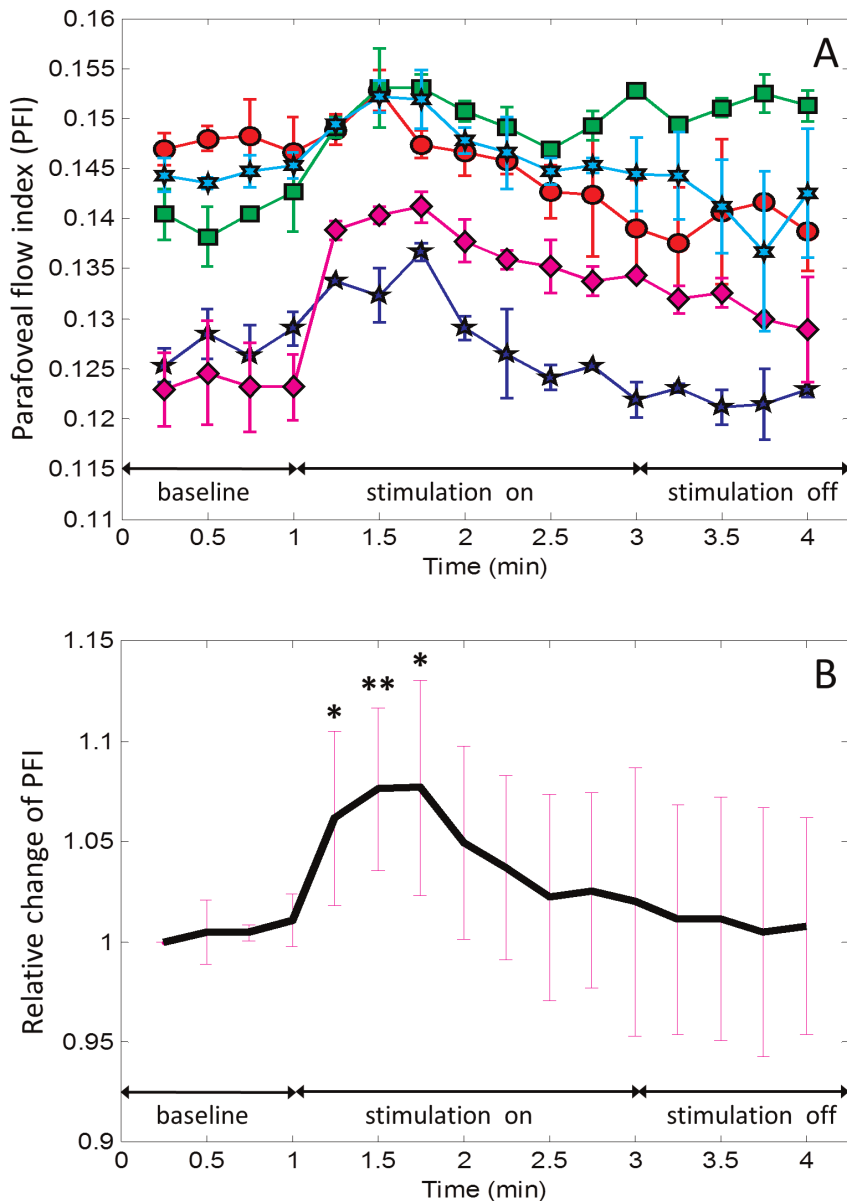 A
Parafoveal flow index (PFI)
0.16
0.155
0.15
0.145
0.14
0.135
0.13
0.125
0.12
0.115
0.11
baseline
stimulation on
stimulation off
0 0.5 1 1.5 2 2.5 3 3.5 4
Time (min)
B
Relative change of PFI
1.15
1.1
1.05
1
0.95
0.9
* ** *
baseline
stimulation on
stimulation off
0 0.5 1 1.5 2 2.5 3 3.5 4
Time (min)